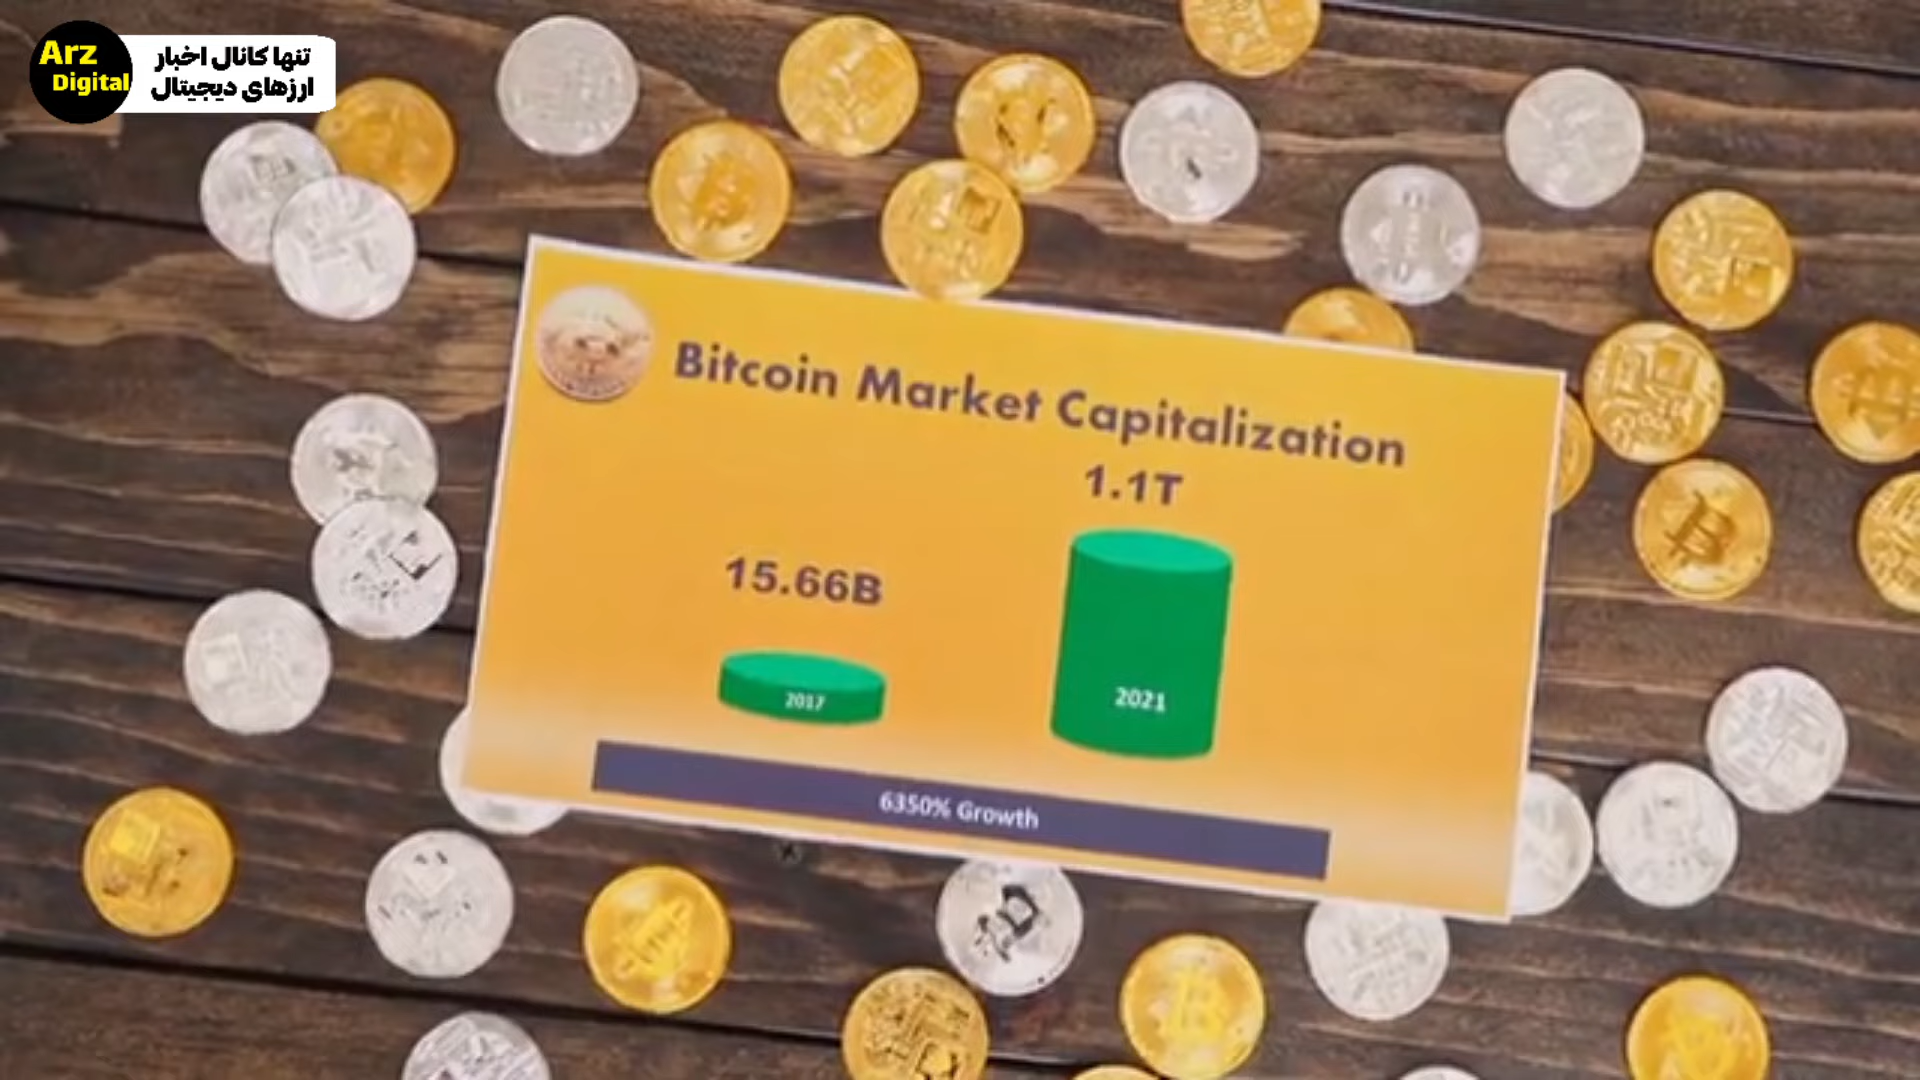 Arz
Digital
تنها کانال اخبار
ارزهای دیجیتال
Bitcoin Market Capitalization
1.1T
15.66B
2017
2021
6350% Growth